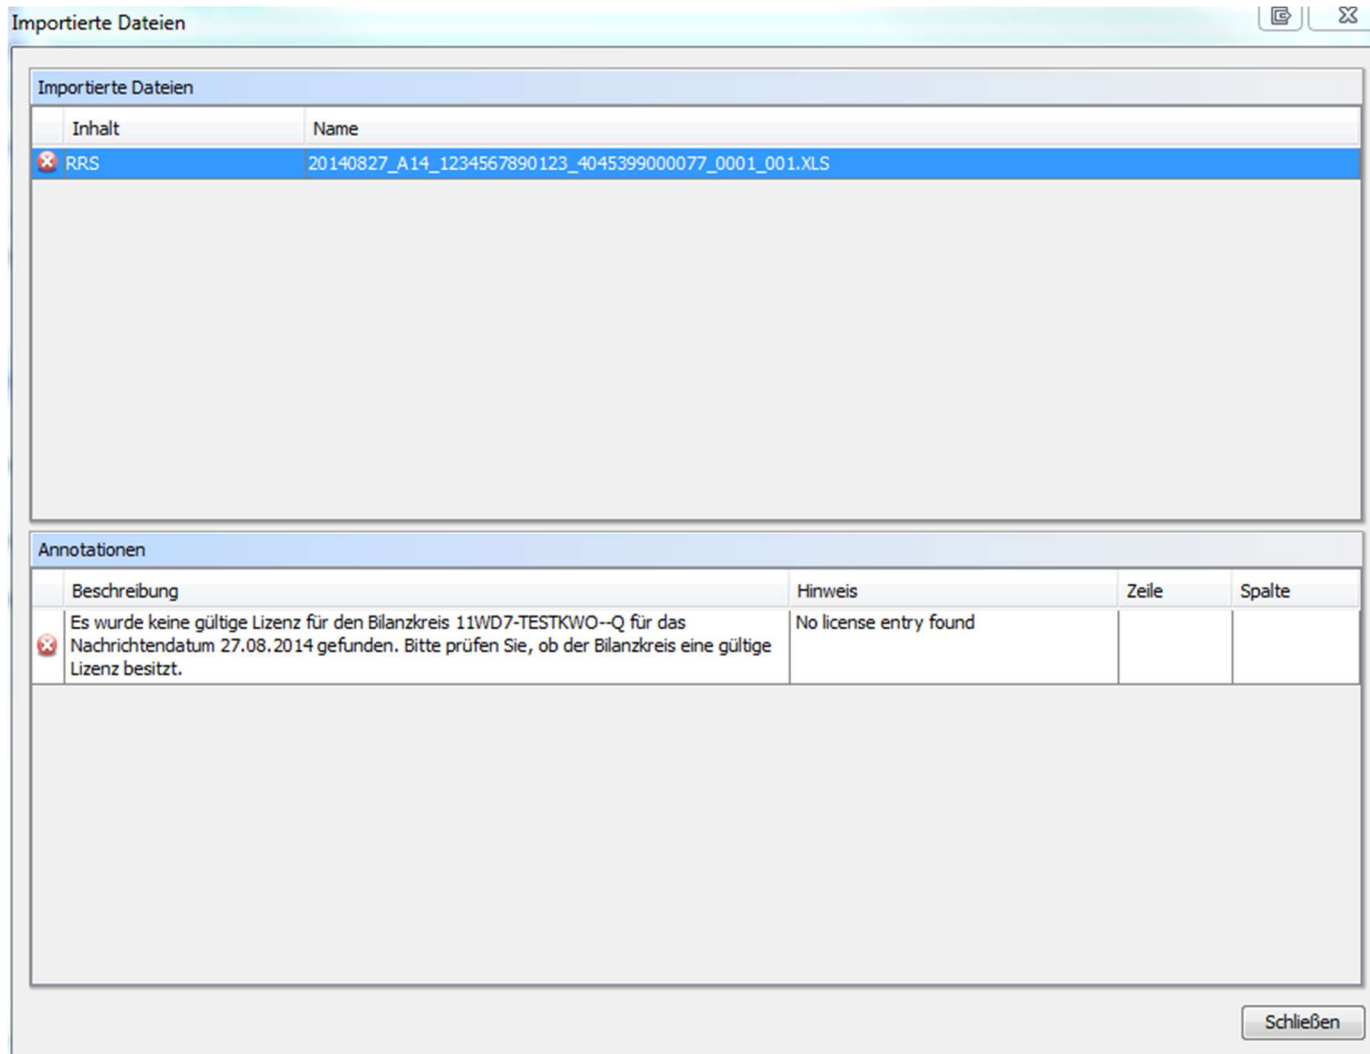 Importierte Dateien
Importierte Dateien
Inhalt Name
RRS 20140827_A14_1234567890123_4045399000077_0001_001.XLS
Annotationen
Beschreibung Hinweis Zeile Spalte
Es wurde keine gültige Lizenz für den Bilanzkreis 11WD7-TESTKWO--Q für das No license entry found
Nachrichtendatum 27.08.2014 gefunden. Bitte prüfen Sie, ob der Bilanzkreis eine gültige
Lizenz besitzt.
Schließen